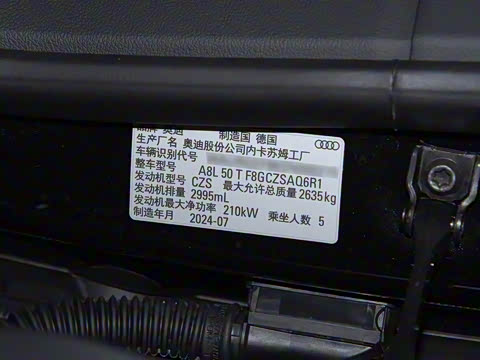 品牌 奥迪 制造国 德国
生产厂名 奥迪股份公司内卡苏姆工厂
车辆识别代号
整车型号 A8L 50 T F8GCZSAQ6R1
发动机型号 CZS 最大允许总质量 2635kg
发动机排量 2995mL
发动机最大净功率 210kW 乘坐人数 5
制造年月 2024-07